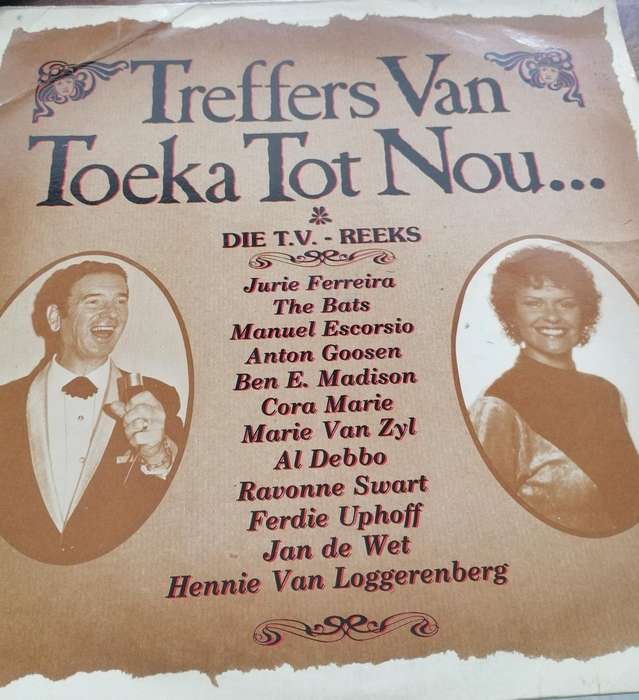 Treffers Van
Toeka Tot Nou...
DIE T.V. - REEKS
Jurie Ferreira
The Bats
Manuel Escorsio
Anton Goosen
Ben E. Madison
Cora Marie
Marie Van Zyl
Al Debbo
Ravonne Swart
Ferdie Uphoff
Jan de Wet
Hennie Van Loggerenberg